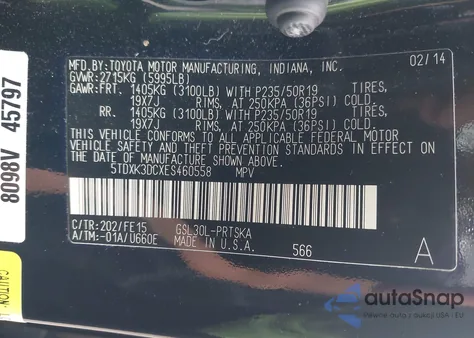 MFD.BY:TOYOTA MOTOR MANUFACTURING, INDIANA, INC. 02/14
GVWR:2715KG (5995LB)
GAWR:FRT. 1405KG (3100LB) WITH P235/50R19 TIRES,
19X7J RIMS, AT 250KPA (36PSI) COLD.
RR. 1405KG (3100LB) WITH P235/50R19 TIRES,
19X7J RIMS, AT 250KPA (36PSI) COLD.
THIS VEHICLE CONFORMS TO ALL APPLICABLE FEDERAL MOTOR
VEHICLE SAFETY AND THEFT PREVENTION STANDARDS IN EFFECT ON THE
DATE OF MANUFACTURE SHOWN ABOVE.
5TDXK3DCXES460558 MPV
C/TR:202/FE15 GSL30L-PRTSKA
A/TM:-01A/U660E MADE IN U.S.A. 566 A
8098V 45797
CAUTION:
autoSnap